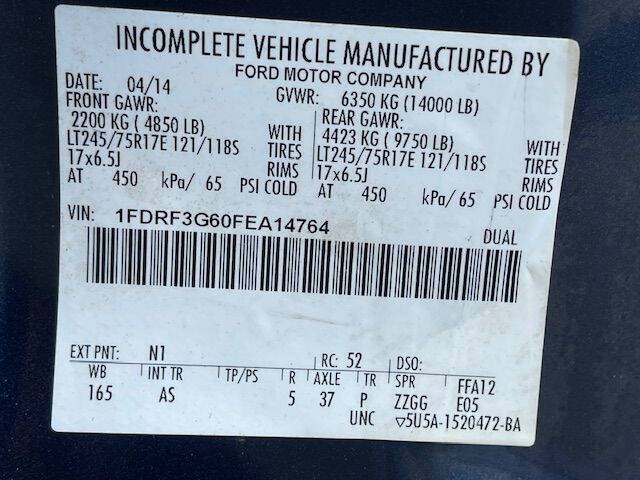 INCOMPLETE VEHICLE MANUFACTURED BY
FORD MOTOR COMPANY
DATE: 04/14 GVWR: 6350 KG (14000 LB)
FRONT GAWR: REAR GAWR:
2200 KG ( 4850 LB) WITH 4423 KG ( 9750 LB) WITH
LT245/75R17E 121/118S TIRES LT245/75R17E 121/118S TIRES
17x6.5J RIMS 17x6.5J RIMS
AT 450 kPa/ 65 PSI COLD AT 450 kPa/ 65 PSI COLD
VIN: 1FDRF3G60FEA14764
DUAL
EXT PNT: N1 RC: 52 DSO:
WB INT TR TP/PS R AXLE TR SPR FFA12
165 AS 5 37 P ZZGG E05
UNC ▽5U5A-1520472-BA